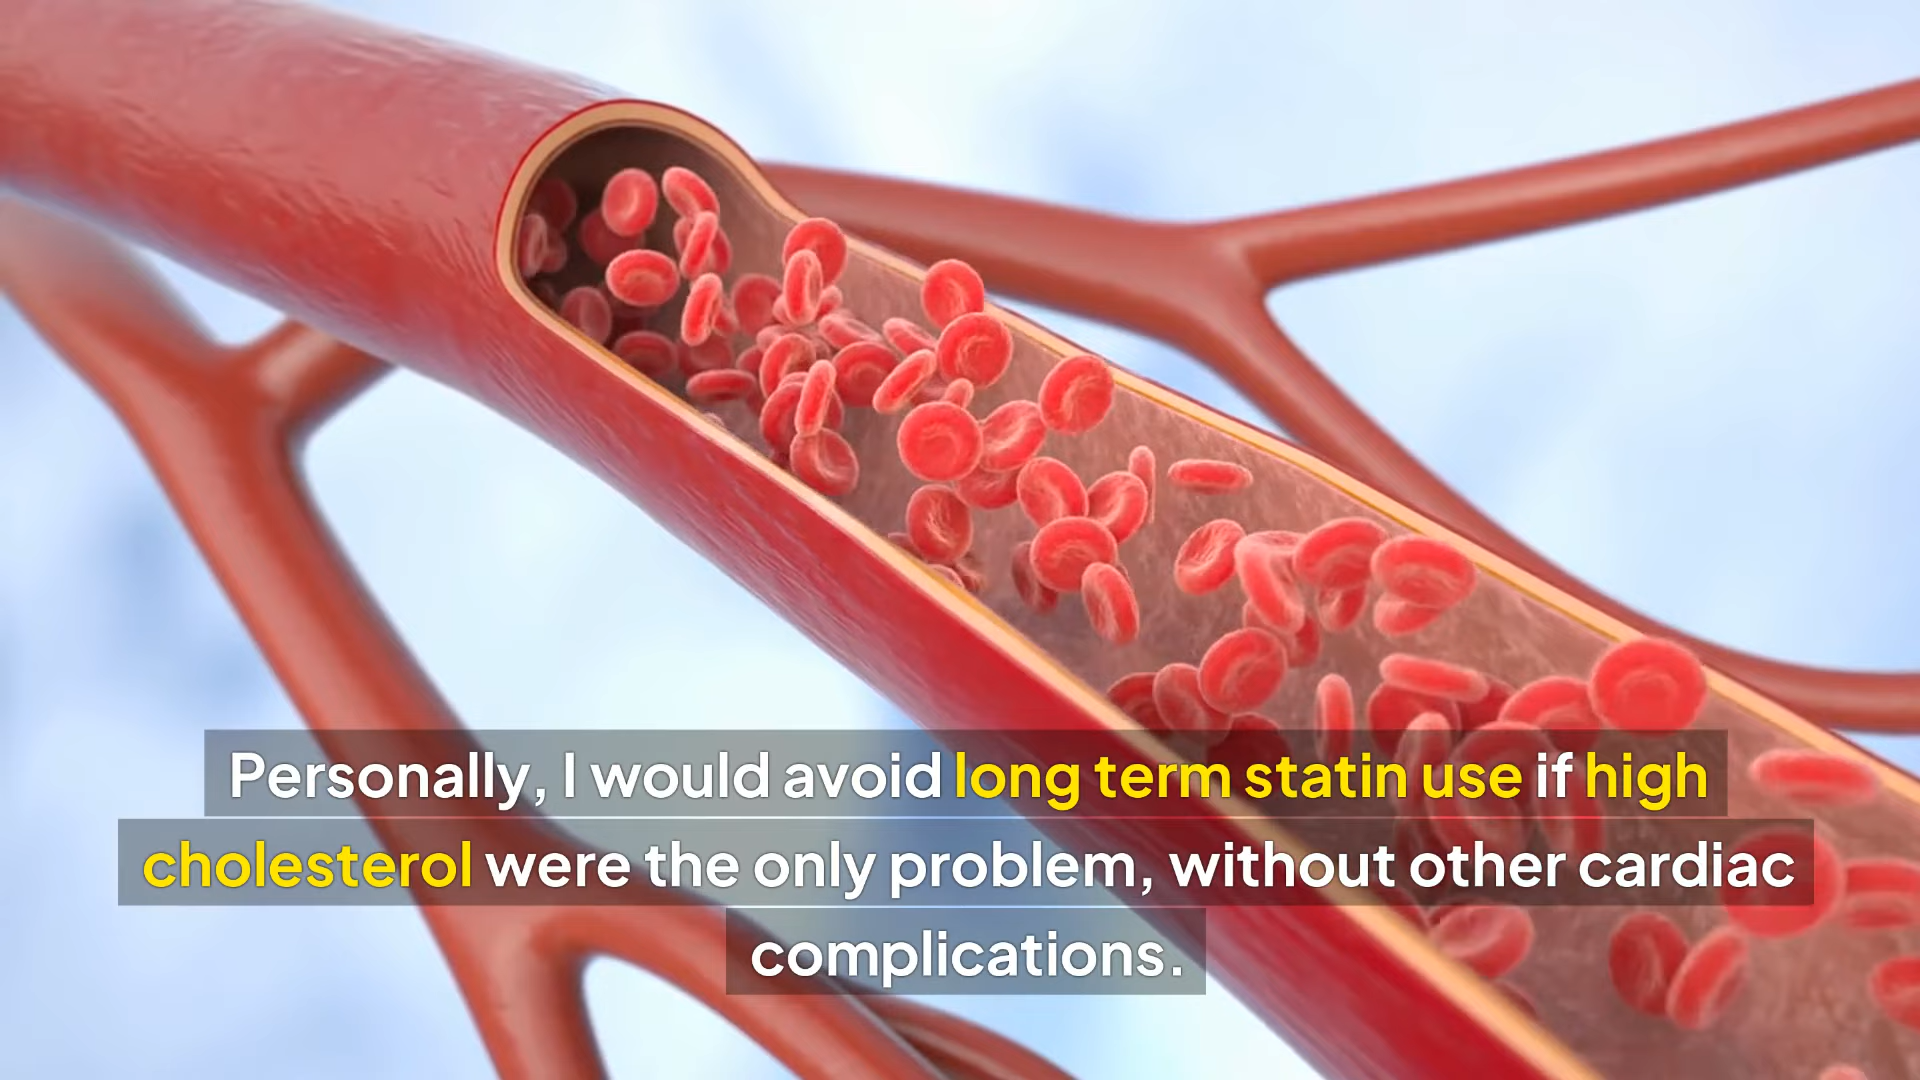 Personally, I would avoid long term statin use if high
cholesterol were the only problem, without other cardiac
complications.